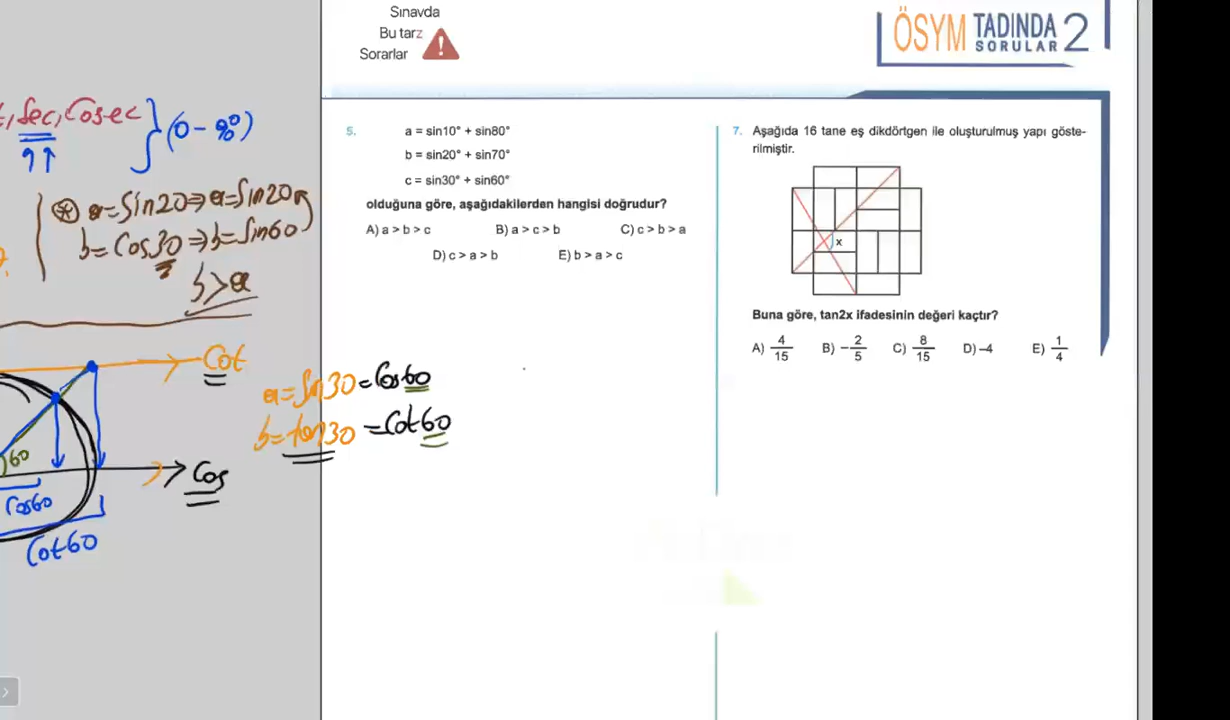 Sınavda
Bu tarz
Sorarlar
!
ÖSYM TADINDA SORULAR 2
, Sec, Cosec } (0 - 90°)
* a = Sin20 ⇒ a = Sin20
b = Cos30 ⇒ b = Sin60
b > a
Cot
60
Cos
Cos60
Cot60
a = Sin30 = Cos60
b = tan30 = Cot60
5. a = sin10° + sin80°
b = sin20° + sin70°
c = sin30° + sin60°
olduğuna göre, aşağıdakilerden hangisi doğrudur?
A) a > b > c B) a > c > b C) c > b > a
D) c > a > b E) b > a > c
7. Aşağıda 16 tane eş dikdörtgen ile oluşturulmuş yapı göste-
rilmiştir.
x
Buna göre, tan2x ifadesinin değeri kaçtır?
A) 4/15 B) -2/5 C) 8/15 D) -4 E) 1/4